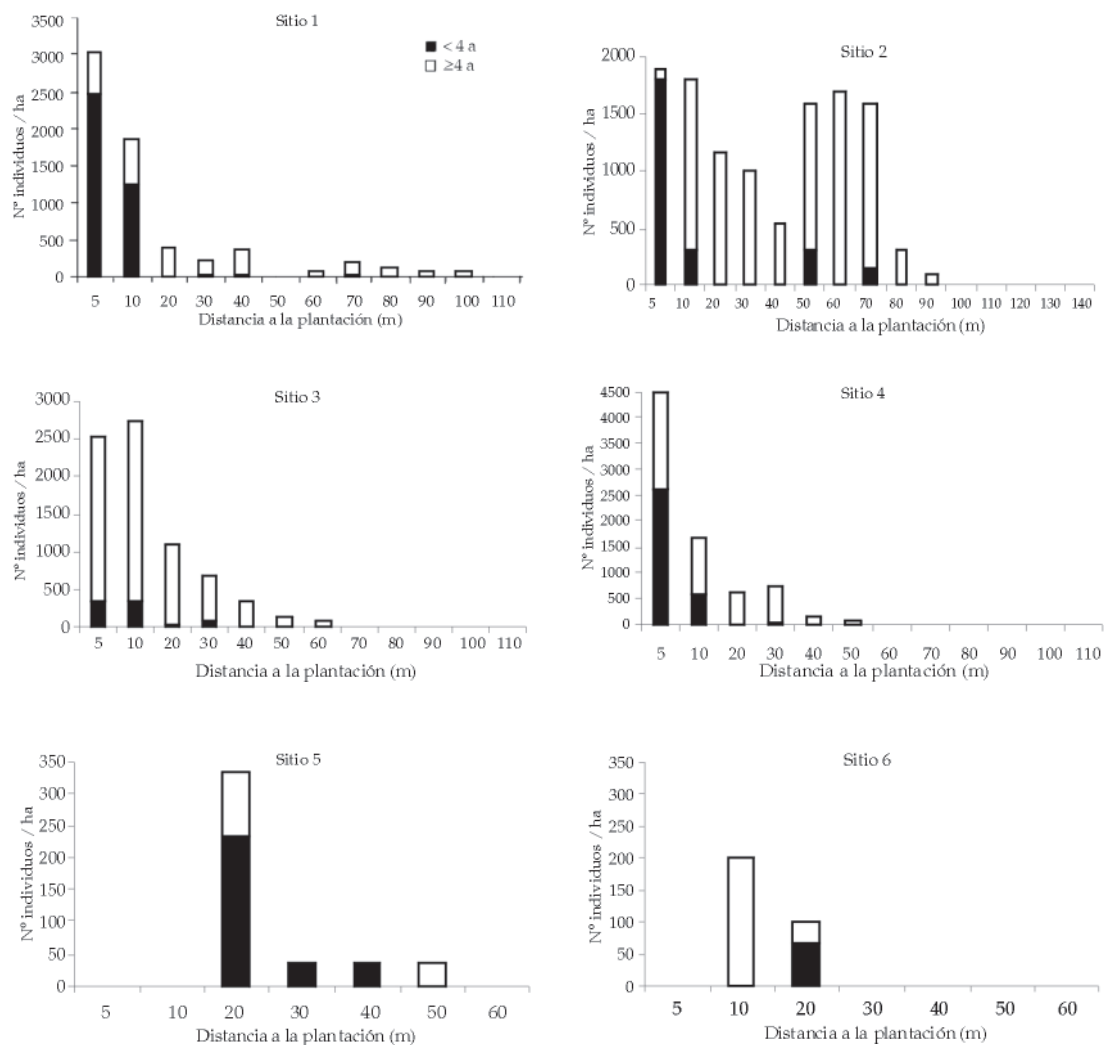 Sitio 1
3500
3000
2500
2000
1500
1000
500
0
Nº individuos / ha
< 4 a
≥4 a
5 10 20 30 40 50 60 70 80 90 100 110
Distancia a la plantación (m)
Sitio 2
2000
1500
1000
500
0
Nº individuos / ha
5 10 20 30 40 50 60 70 80 90 100 110 120 130 140
Distancia a la plantación (m)
Sitio 3
3000
2500
2000
1500
1000
500
0
Nº individuos / ha
5 10 20 30 40 50 60 70 80 90 100 110
Distancia a la plantación (m)
Sitio 4
4500
4000
3500
3000
2500
2000
1500
1000
500
0
Nº individuos / ha
5 10 20 30 40 50 60 70 80 90 100 110
Distancia a la plantación (m)
Sitio 5
350
300
250
200
150
100
50
0
Nº individuos / ha
5 10 20 30 40 50 60
Distancia a la plantación (m)
Sitio 6
350
300
250
200
150
100
50
0
Nº individuos / ha
5 10 20 30 40 50 60
Distancia a la plantación (m)